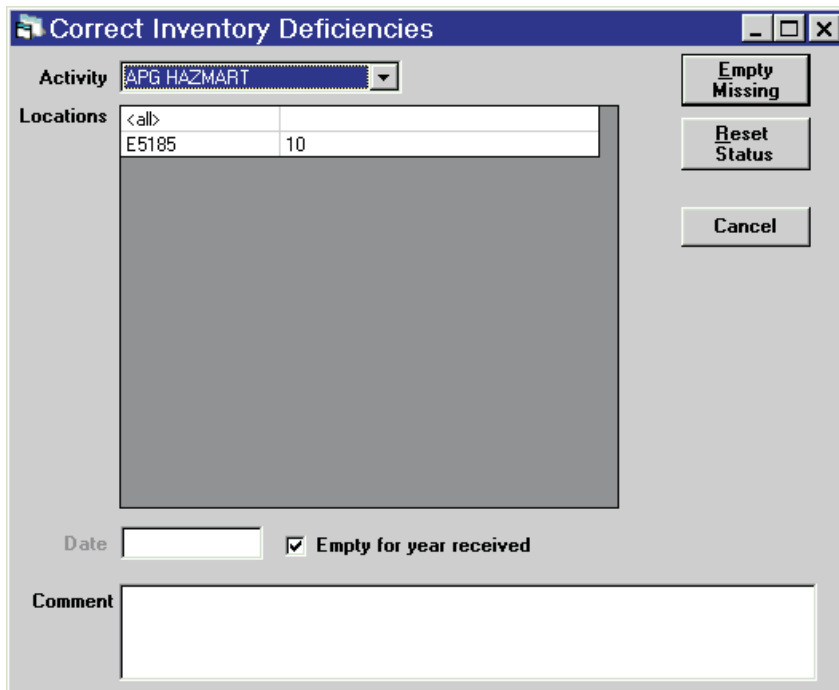 Correct Inventory Deficiencies
Activity APG HAZMART
Empty
Missing
Locations <all>
E5185 10
Reset
Status
Cancel
Date Empty for year received
Comment